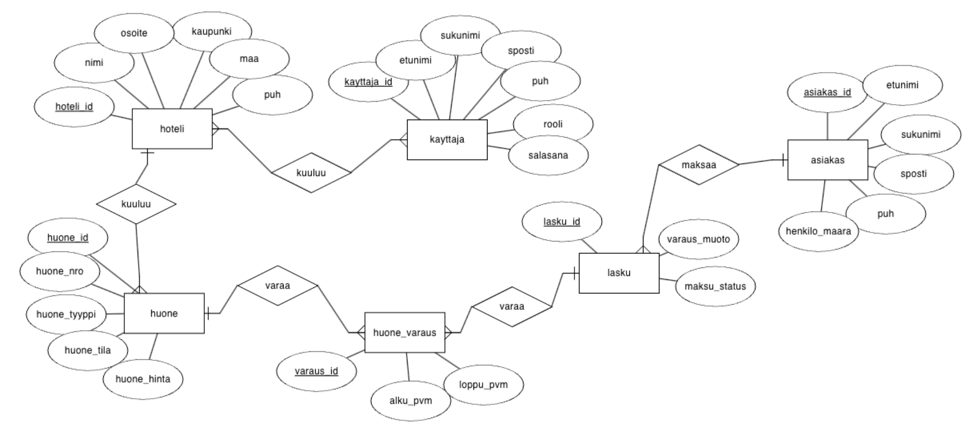 osoite
kaupunki
nimi
maa
hoteli_id
puh
hoteli
etunimi
sukunimi
sposti
kayttaja_id
puh
rooli
kayttaja
salasana
kuuluu
asiakas_id
etunimi
sukunimi
asiakas
sposti
puh
henkilo_maara
maksaa
kuuluu
huone_id
huone_nro
huone_tyyppi
huone
huone_tila
huone_hinta
varaa
huone_varaus
varaus_id
alku_pvm
loppu_pvm
varaa
lasku_id
varaus_muoto
lasku
maksu_status